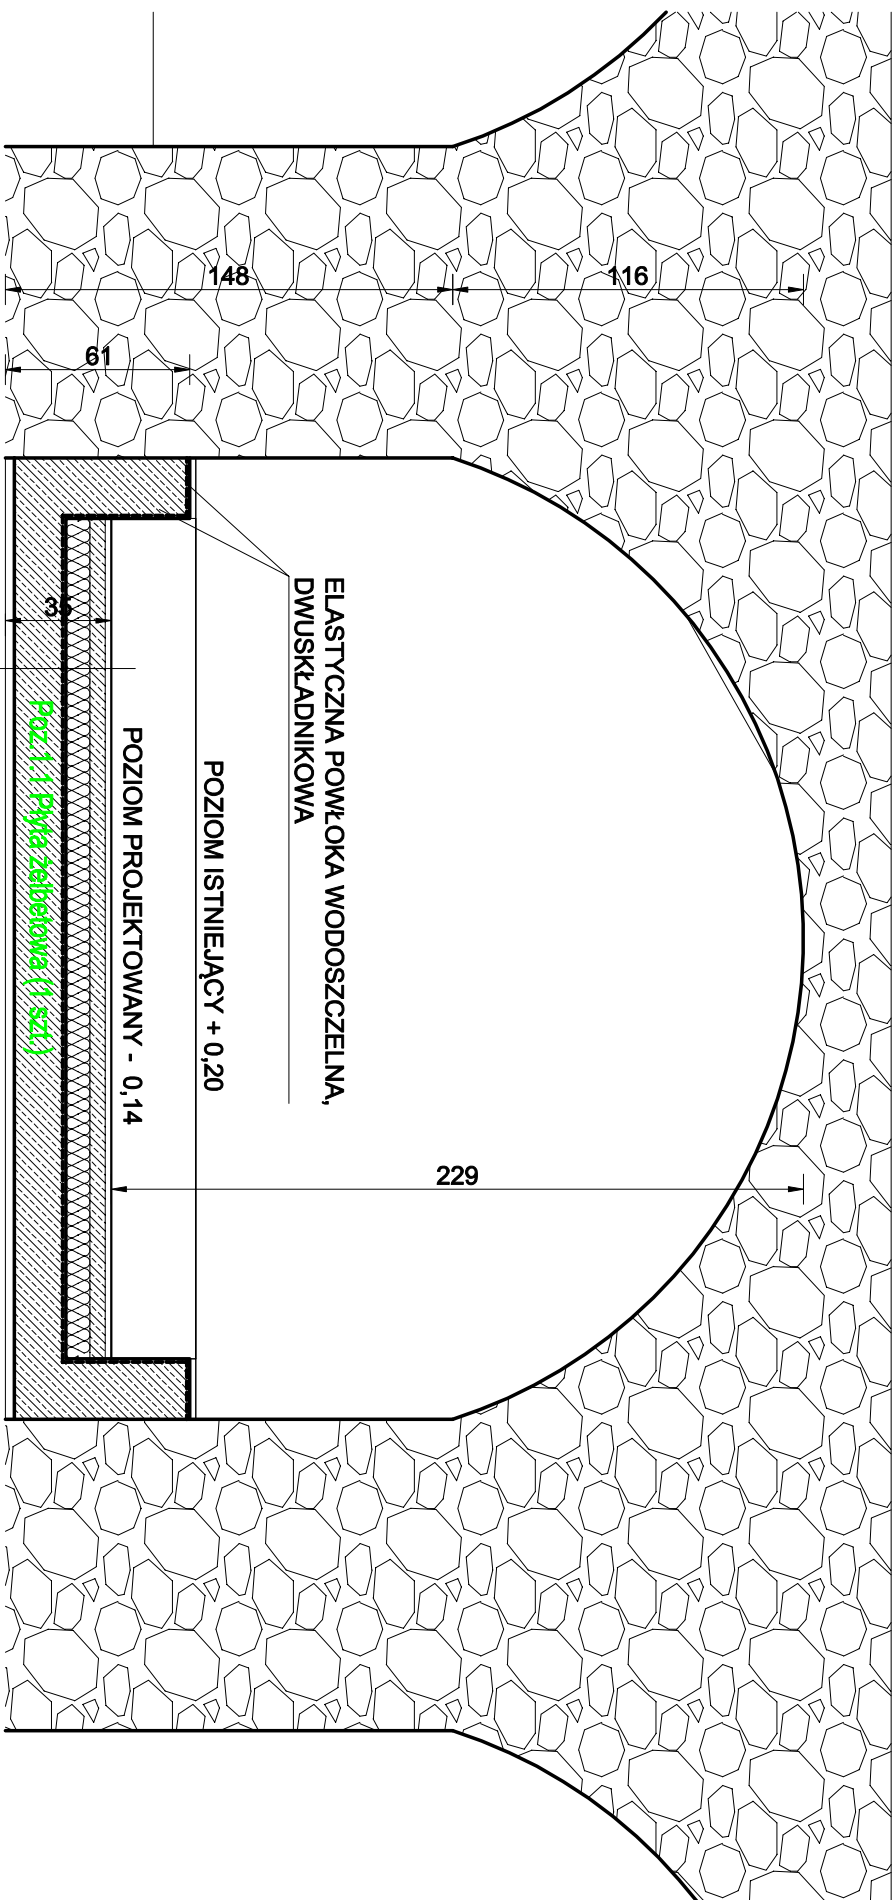 148
116
61
ELASTYCZNA POWŁOKA WODOSZCZELNA,
DWUSKŁADNIKOWA
35
229
POZIOM ISTNIEJĄCY + 0,20
POZIOM PROJEKTOWANY - 0,14
Poz.1.1 Płyta żelbetowa (1 szt.)